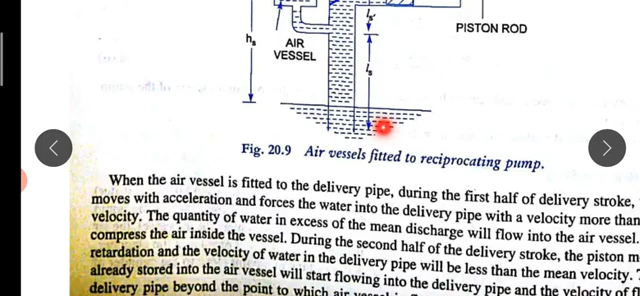 lₛ'
PISTON ROD
hₛ
AIR
VESSEL
lₛ
Fig. 20.9 Air vessels fitted to reciprocating pump.
When the air vessel is fitted to the delivery pipe, during the first half of delivery stroke,
moves with acceleration and forces the water into the delivery pipe with a velocity more than
velocity. The quantity of water in excess of the mean discharge will flow into the air vessel.
compress the air inside the vessel. During the second half of the delivery stroke, the piston m
retardation and the velocity of water in the delivery pipe will be less than the mean velocity.
already stored into the air vessel will start flowing into the delivery pipe and the velocity of f
delivery pipe beyond the point to which air